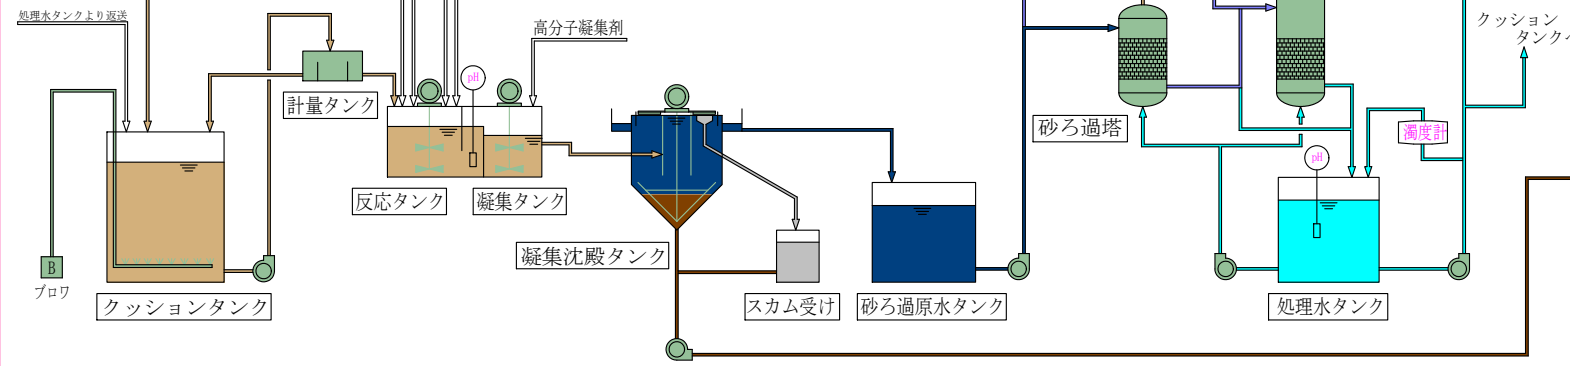 処理水タンクより返送
高分子凝集剤
クッション
タンクヘ
計量タンク
pH
砂ろ過塔
濁度計
pH
反応タンク
凝集タンク
凝集沈殿タンク
B
ブロワ
クッションタンク
スカム受け
砂ろ過原水タンク
処理水タンク